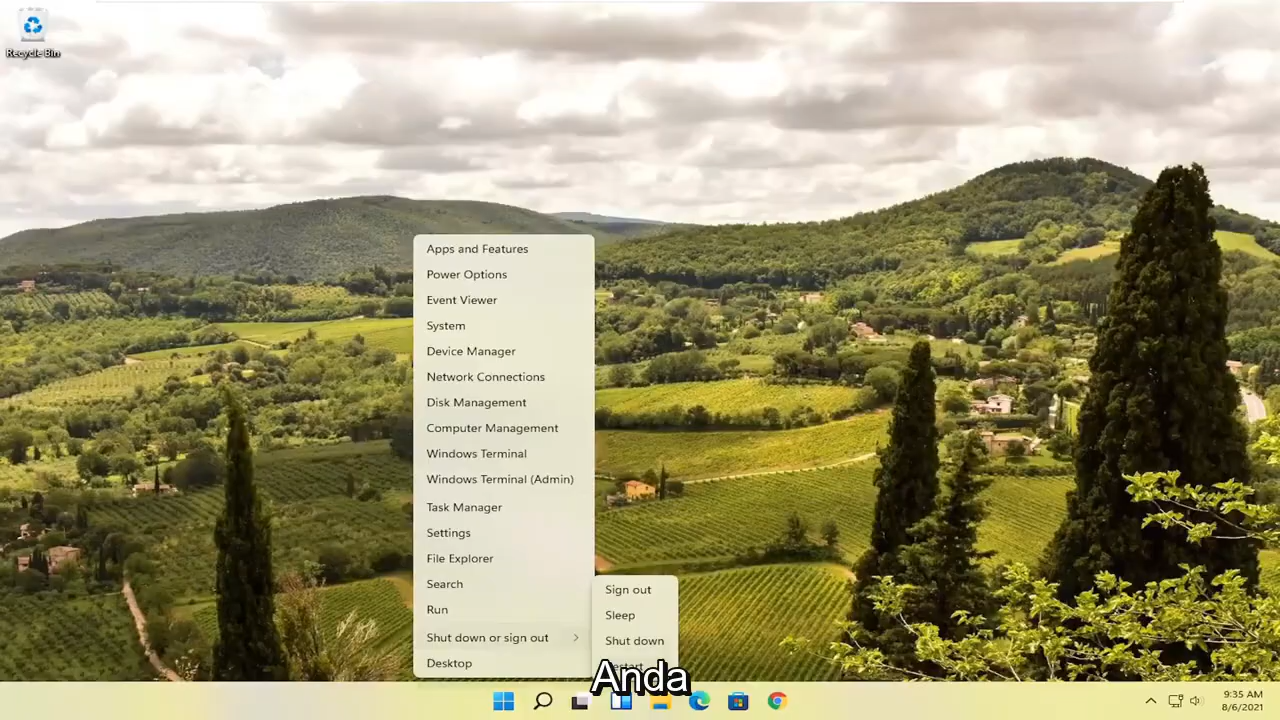 Recycle Bin
Apps and Features
Power Options
Event Viewer
System
Device Manager
Network Connections
Disk Management
Computer Management
Windows Terminal
Windows Terminal (Admin)
Task Manager
Settings
File Explorer
Search
Run
Shut down or sign out
Desktop
Sign out
Sleep
Shut down
Anda
9:35 AM
8/6/2021